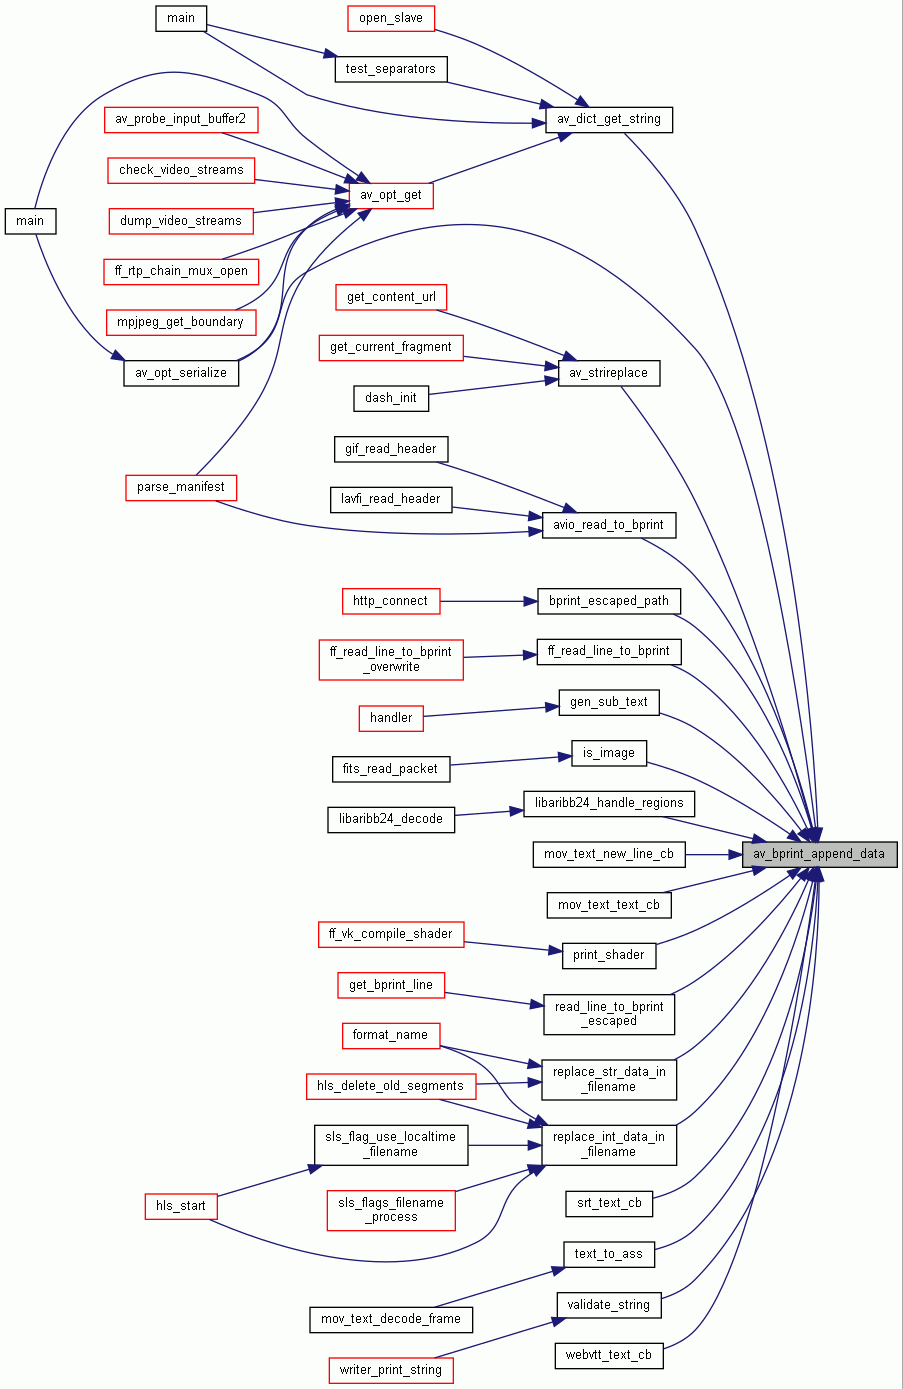 main
open_slave
test_separators
av_dict_get_string
av_probe_input_buffer2
check_video_streams
av_opt_get
main
dump_video_streams
ff_rtp_chain_mux_open
get_content_url
mpjpeg_get_boundary
get_current_fragment
av_opt_serialize
av_strireplace
dash_init
gif_read_header
parse_manifest
lavfi_read_header
avio_read_to_bprint
http_connect
bprint_escaped_path
ff_read_line_to_bprint
_overwrite
ff_read_line_to_bprint
gen_sub_text
handler
is_image
fits_read_packet
libaribb24_handle_regions
libaribb24_decode
mov_text_new_line_cb
av_bprint_append_data
mov_text_text_cb
ff_vk_compile_shader
print_shader
get_bprint_line
read_line_to_bprint
_escaped
format_name
replace_str_data_in
_filename
hls_delete_old_segments
sls_flag_use_localtime
_filename
replace_int_data_in
_filename
hls_start
sls_flags_filename
_process
srt_text_cb
text_to_ass
validate_string
mov_text_decode_frame
webvtt_text_cb
writer_print_string